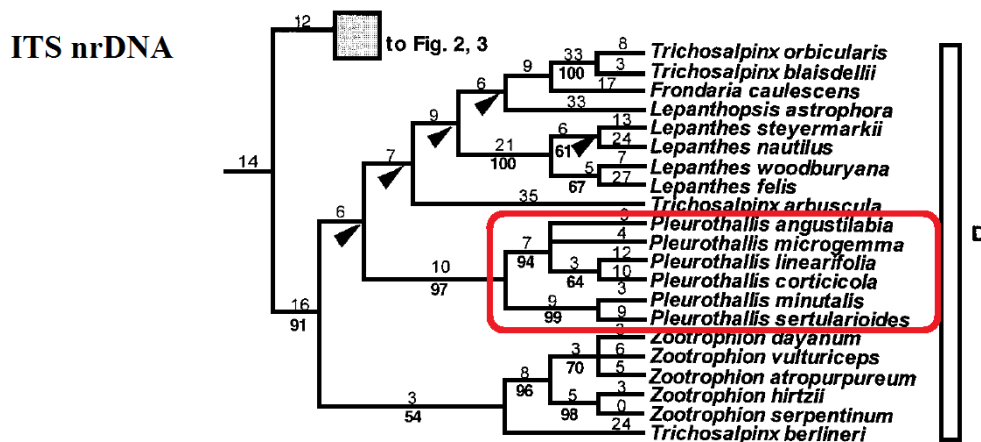 12
ITS nrDNA
to Fig. 2, 3
33 8 Trichosalpinx orbicularis
9 100 3 Trichosalpinx blaisdellii
6 17 Frondaria caulescens
33 Lepanthopsis astrophora
9 6 13 Lepanthes steyermarkii
21 61 24 Lepanthes nautilus
7 100 5 7 Lepanthes woodburyana
14 67 27 Lepanthes felis
35 Trichosalpinx arbuscula
6 Pleurothallis angustilabia
7 4 Pleurothallis microgemma
94 3 12 Pleurothallis linearifolia
10 64 10 Pleurothallis corticicola
97 9 3 Pleurothallis minutalis
16 99 9 Pleurothallis sertularioides
91 Zootrophion dayanum
3 6 Zootrophion vulturiceps
8 70 5 Zootrophion atropurpureum
96 5 3 Zootrophion hirtzii
3 98 0 Zootrophion serpentinum
54 24 Trichosalpinx berlineri